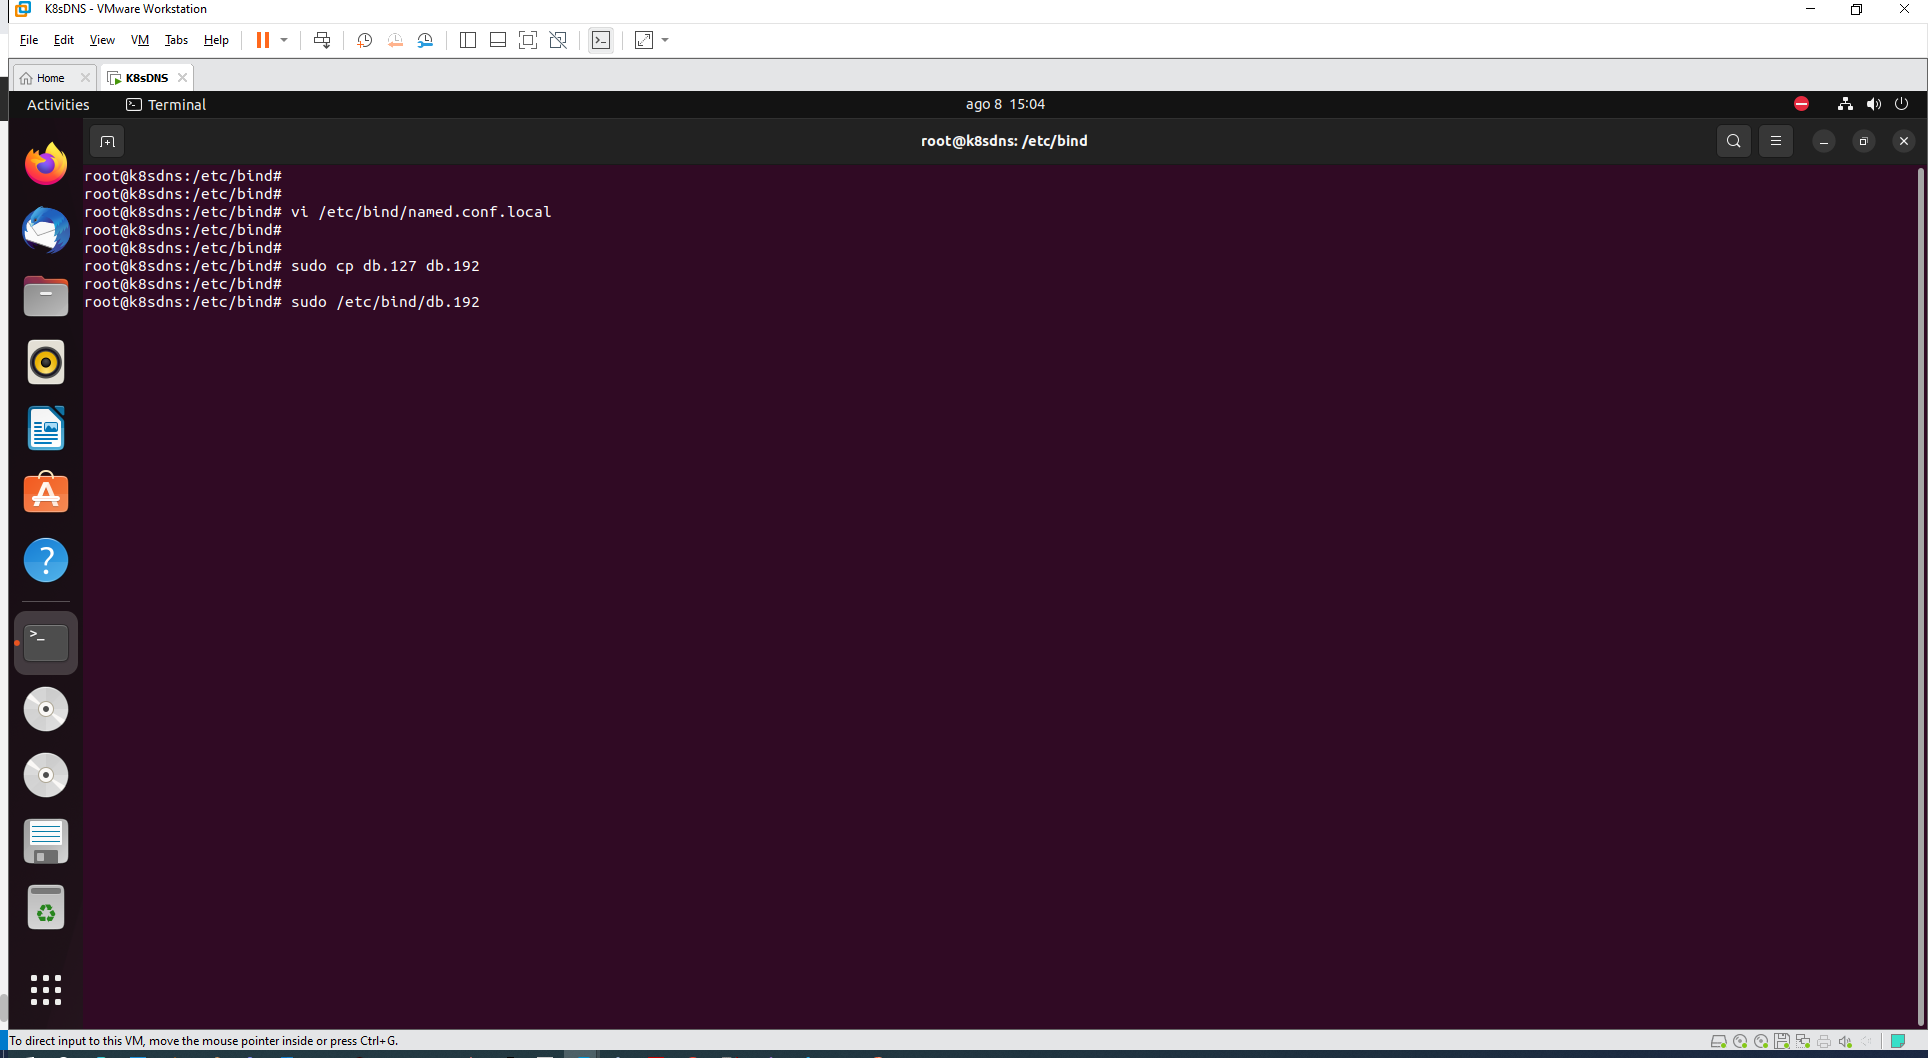 K8sDNS - VMware Workstation
File Edit View VM Tabs Help
Home K8sDNS
Activities Terminal ago 8 15:04
root@k8sdns: /etc/bind
root@k8sdns:/etc/bind#
root@k8sdns:/etc/bind#
root@k8sdns:/etc/bind# vi /etc/bind/named.conf.local
root@k8sdns:/etc/bind#
root@k8sdns:/etc/bind#
root@k8sdns:/etc/bind# sudo cp db.127 db.192
root@k8sdns:/etc/bind#
root@k8sdns:/etc/bind# sudo /etc/bind/db.192
To direct input to this VM, move the mouse pointer inside or press Ctrl+G.